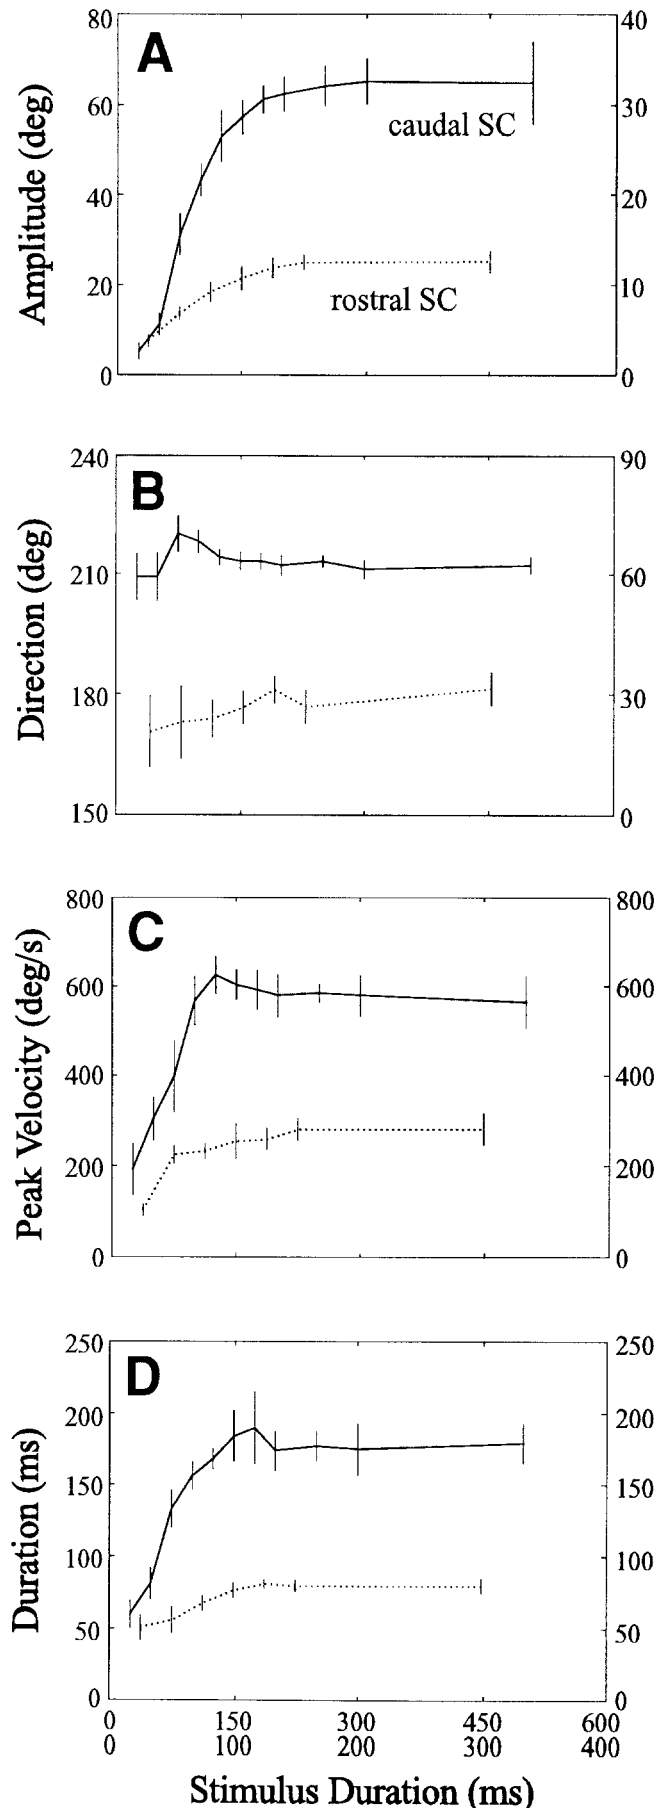 80 40
A
60 30
caudal SC
Amplitude (deg)
40 20
20 10
rostral SC
0 0
240 90
B
210 60
Direction (deg)
180 30
150 0
800 800
C
600 600
Peak Velocity (deg/s)
400 400
200 200
0 0
250 250
D
200 200
150 150
Duration (ms)
100 100
50 50
0 0
0 150 300 450 600
0 100 200 300 400
Stimulus Duration (ms)